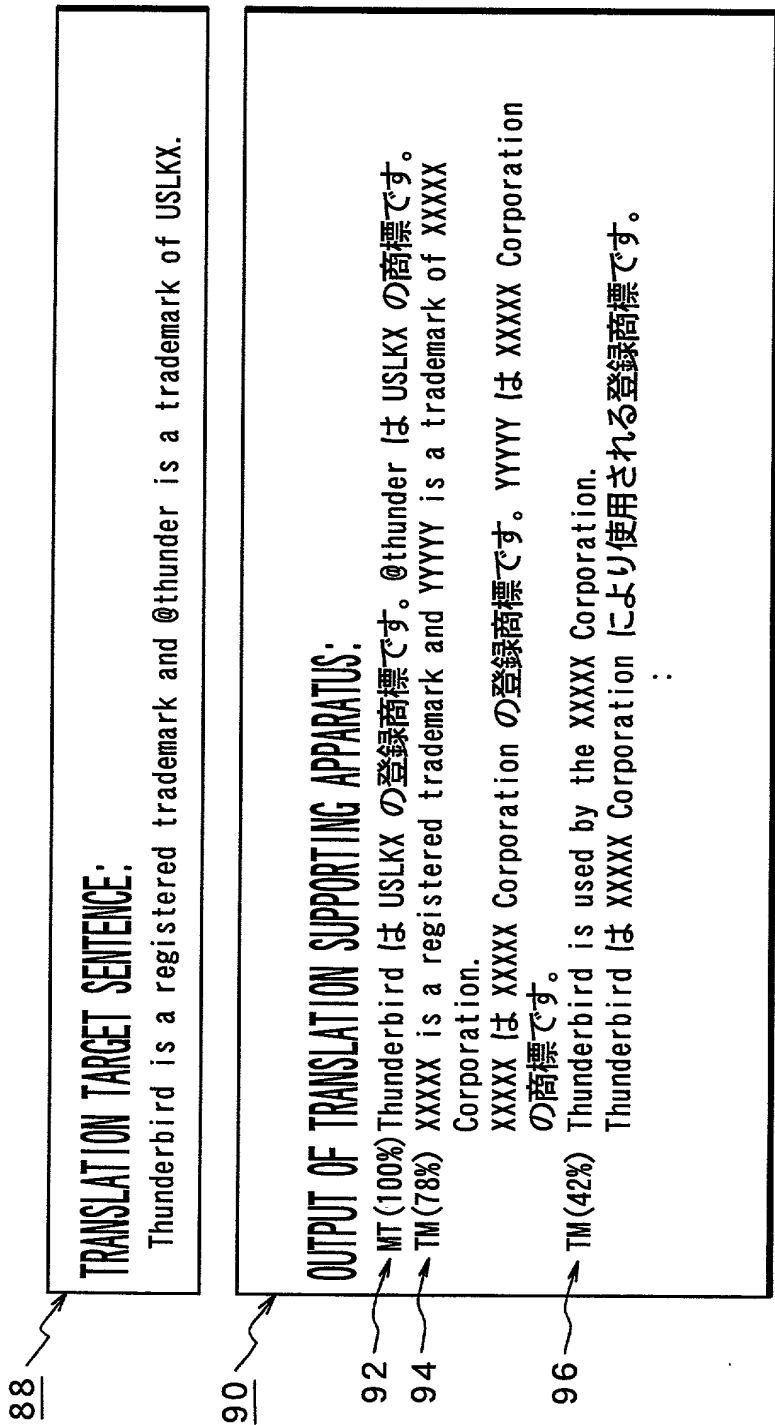 88
TRANSLATION TARGET SENTENCE:
Thunderbird is a registered trademark and @thunder is a trademark of USLKX.
90
OUTPUT OF TRANSLATION SUPPORTING APPARATUS:
92 MT(100%)Thunderbird は USLKX の登録商標です。@thunder は USLKX の商標です。
94 TM(78%) XXXXX is a registered trademark and YYYYY is a trademark of XXXXX
Corporation.
XXXXX は XXXXX Corporation の登録商標です。YYYYY は XXXXX Corporation
の商標です。
96 TM(42%) Thunderbird is used by the XXXXX Corporation.
Thunderbird は XXXXX Corporation により使用される登録商標です。
: